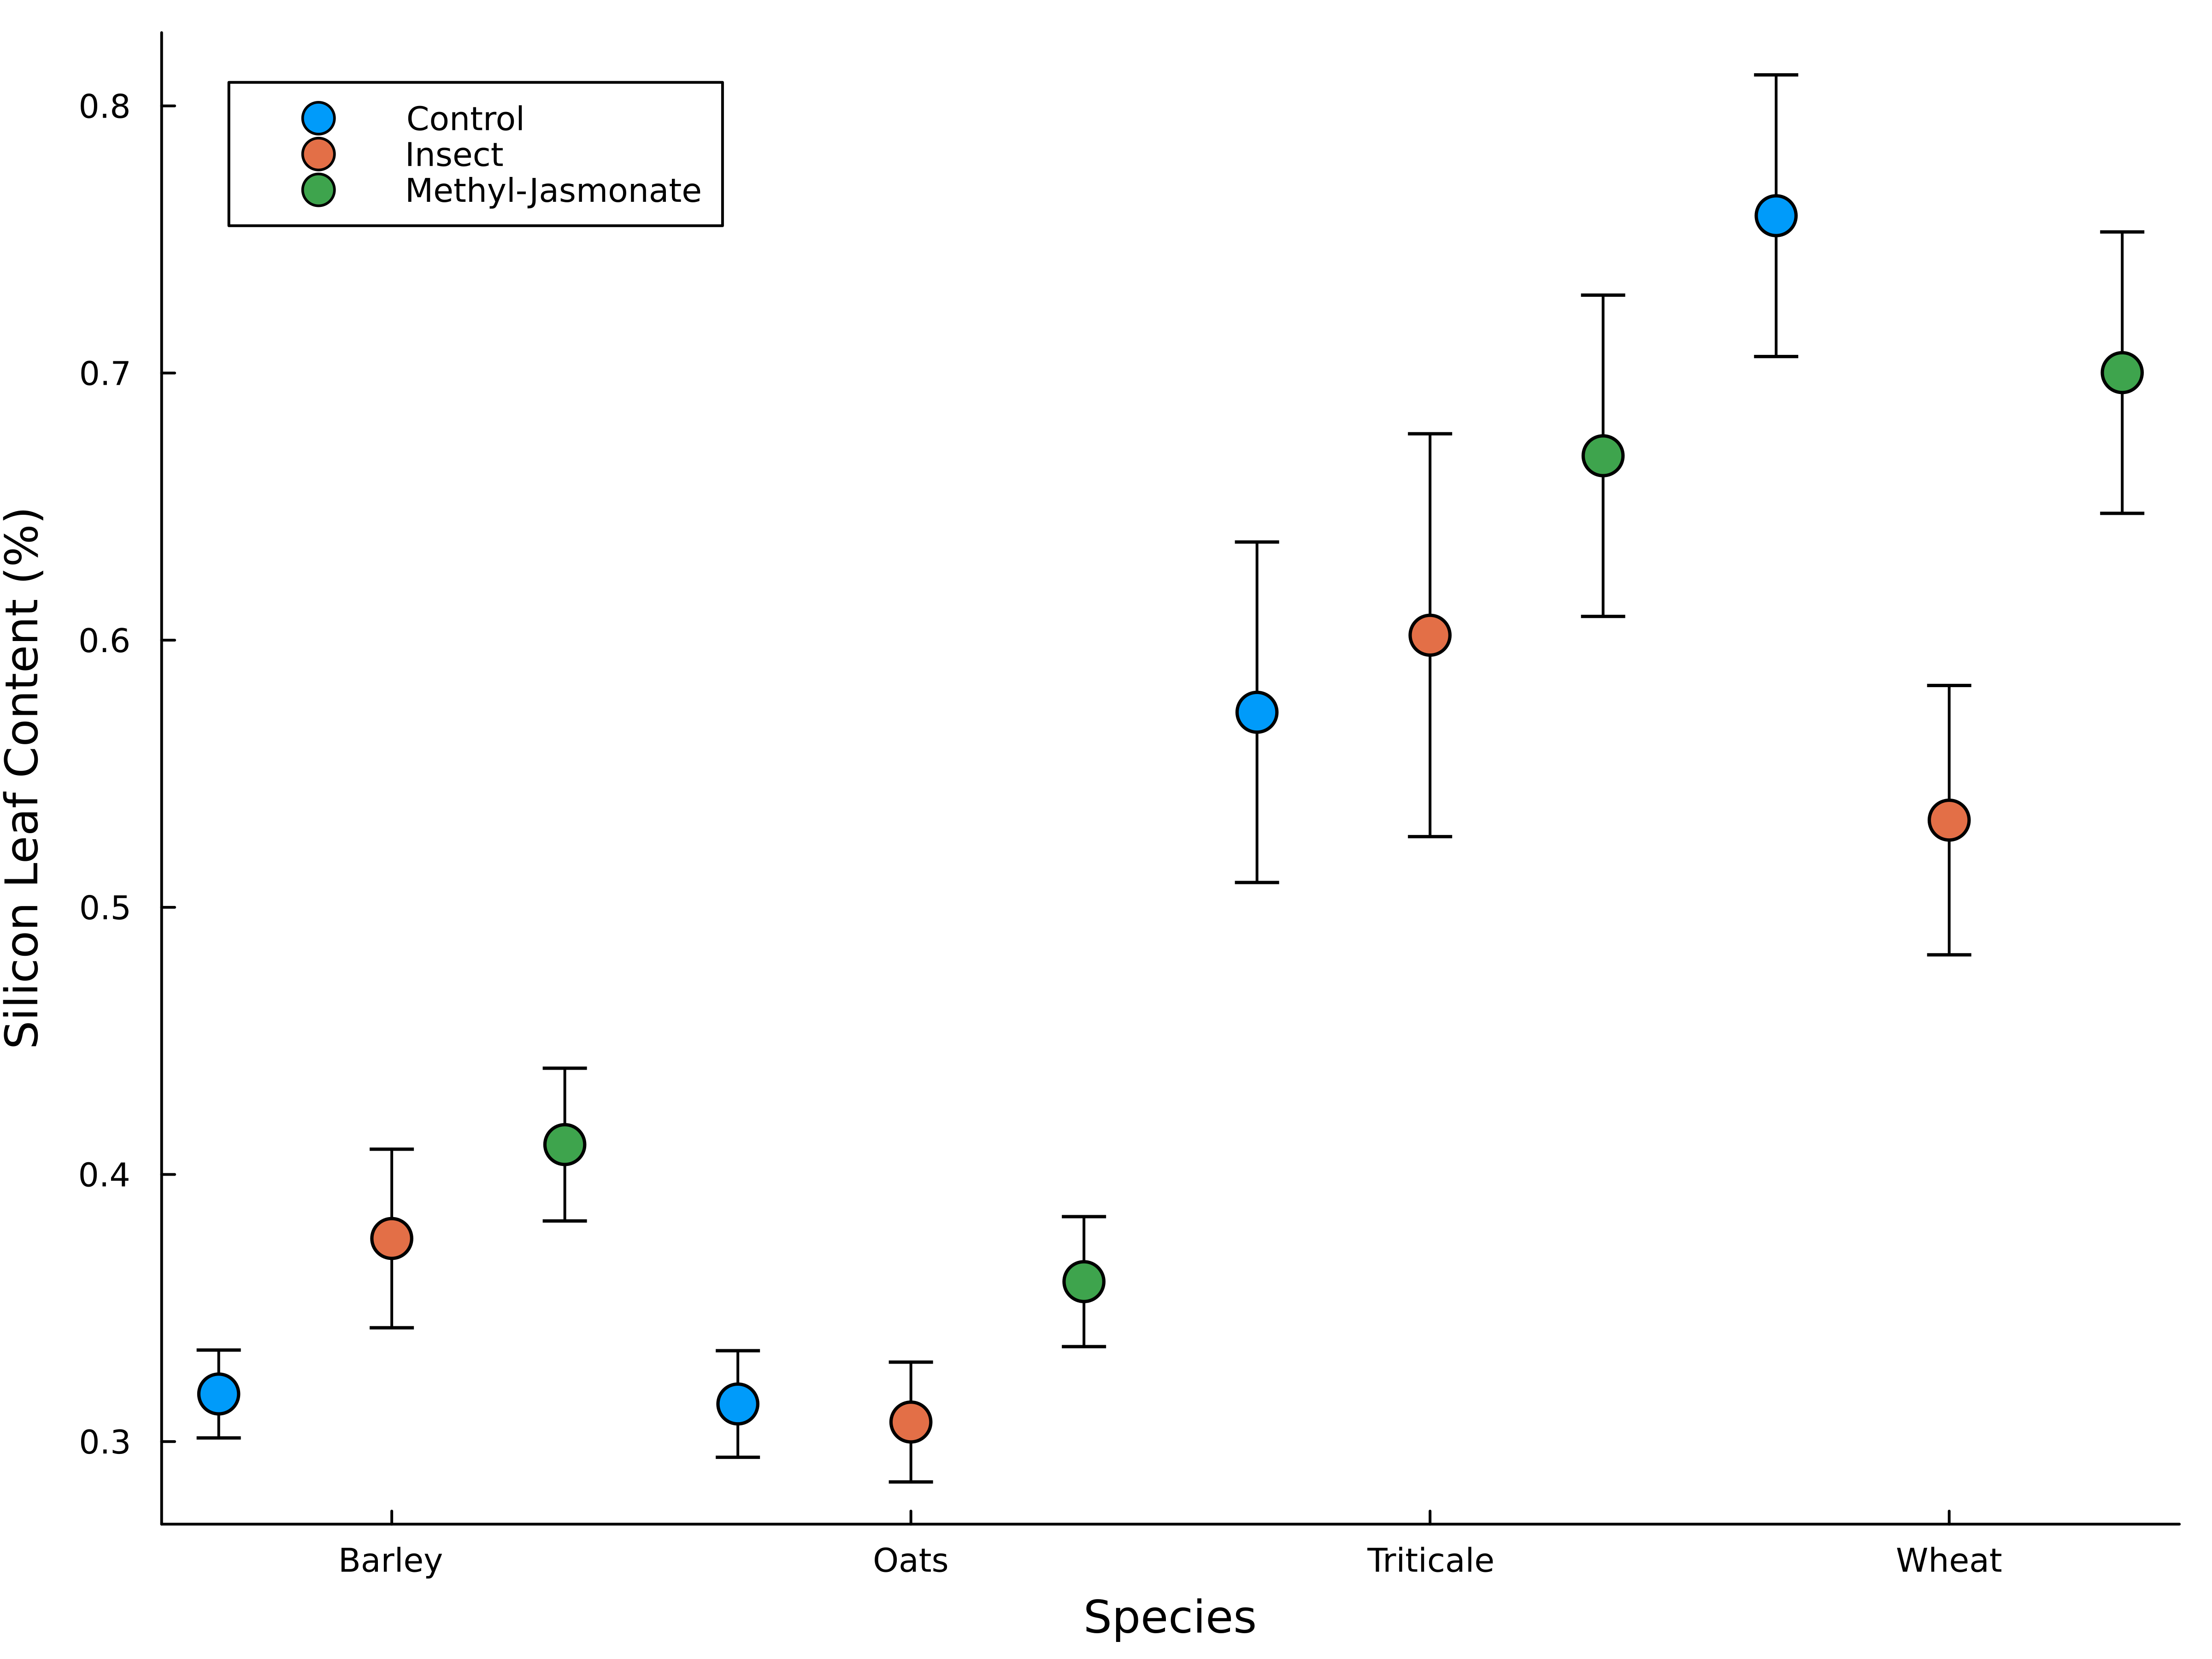 Control
Insect
Methyl-Jasmonate
0.8
0.7
0.6
0.5
0.4
0.3
Silicon Leaf Content (%)
Barley Oats Triticale Wheat
Species